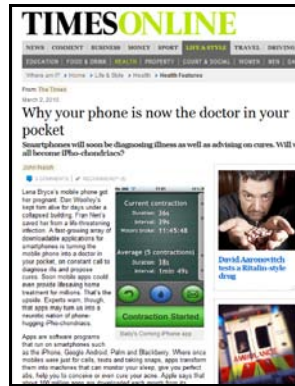 TIMESONLINE
NEWS COMMENT BUSINESS MONEY SPORT LIFE & STYLE TRAVEL DRIVING
EDUCATION FOOD & DRINK HEALTH PROPERTY COURT & SOCIAL WOMEN MEN
Where am I? Home Life & Style Health Health Features
From The Times
March 2, 2010
Why your phone is now the doctor in your
pocket
Smartphones will soon be diagnosing illness as well as advising on cures. Will
all become iPho-chondriacs?
Lena Bryce's mobile phone got
her pregnant. Dan Woolley's
kept him alive for days under a
collapsed building. Fran Neri's
saved her from a life-threatening
infection. A fast-growing array of
downloadable applications for
smartphones is turning the
mobile phone into a doctor in
your pocket, on constant call to
diagnose ills and propose
cures. Soon mobile apps could
even provide lifesaving home
treatment for millions. That's the
upside. Experts warn, though,
that apps may turn us into a
neurotic nation of phone-
hugging iPho-chondriacs.
Apps are software programs
that run on smartphones such
as the iPhone, Google Android, Palm and Blackberry. Where once
mobiles were just for calls, texts and taking snaps, apps transform
them into machines that can monitor your sleep, give you perfect
abs, help you to conceive or even cure your acne. Apple says that
Current contraction
Duration: 36s
Interval: 39s
Average (5 contractions)
Duration: 38s
Interval: 1min 49s
Contraction Started
Baby's Coming iPhone app
David Aaronovitch
tests a Ritalin-style
drug
AMBULANCE